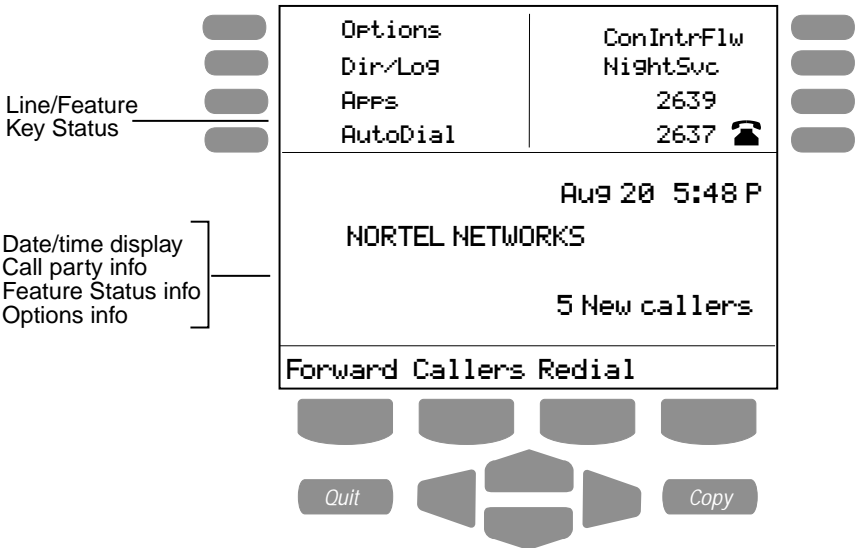 Options
Dir/Log
Apps
AutoDial
ConIntrFlw
NightSvc
2639
2637
Line/Feature
Key Status
Aug 20 5:48 P
NORTEL NETWORKS
5 New callers
Date/time display
Call party info
Feature Status info
Options info
Forward Callers Redial
Quit
Copy